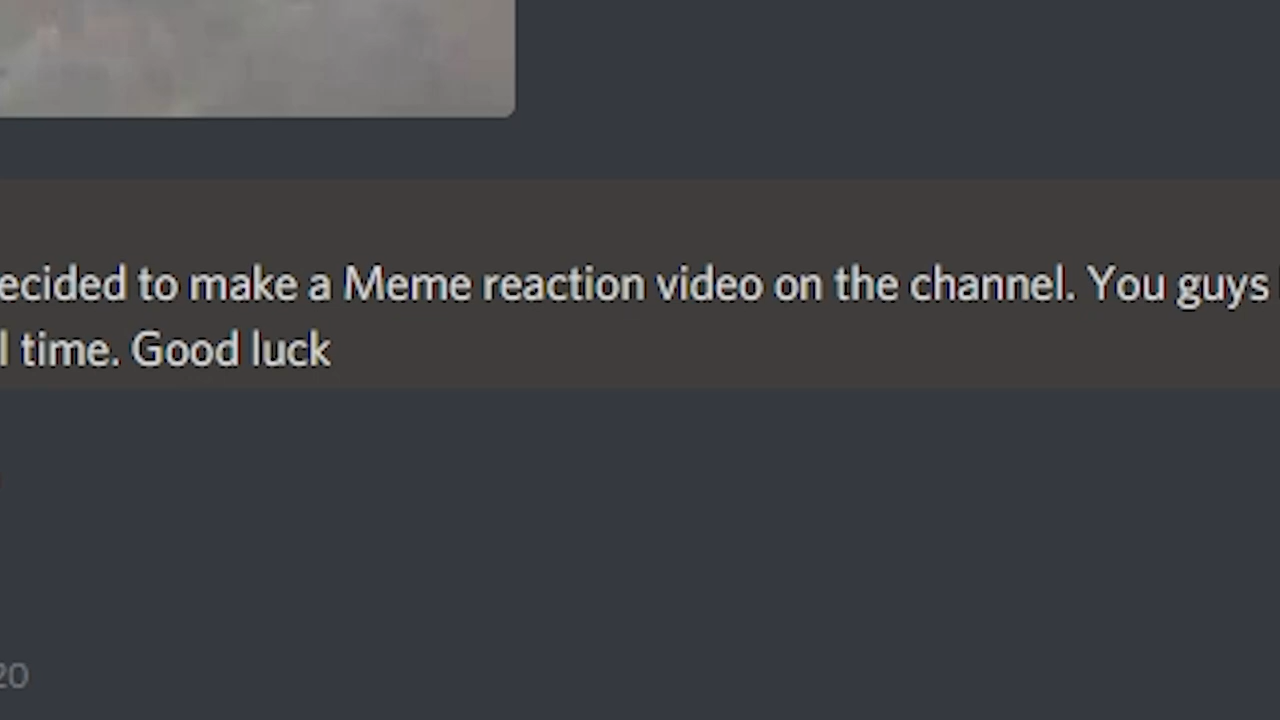 ecided to make a Meme reaction video on the channel. You guys
l time. Good luck
20